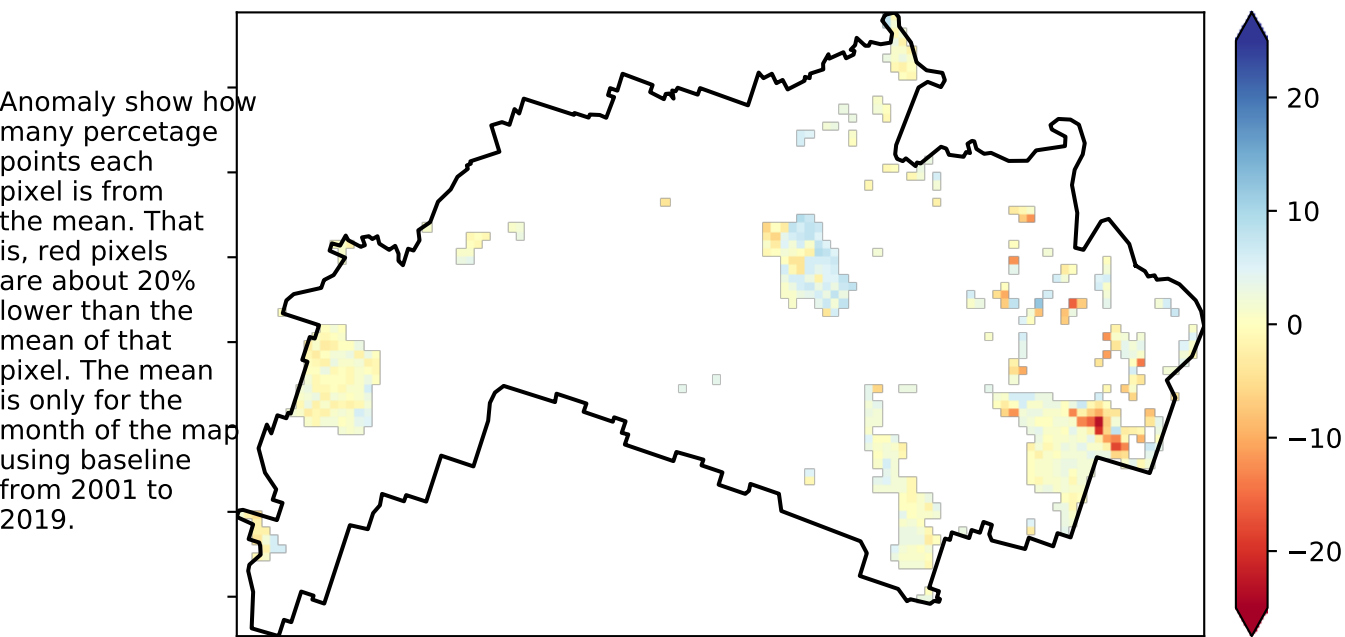 Anomaly show how
many percetage
points each
pixel is from
the mean. That
is, red pixels
are about 20%
lower than the
mean of that
pixel. The mean
is only for the
month of the map
using baseline
from 2001 to
2019.
20
10
0
−10
−20